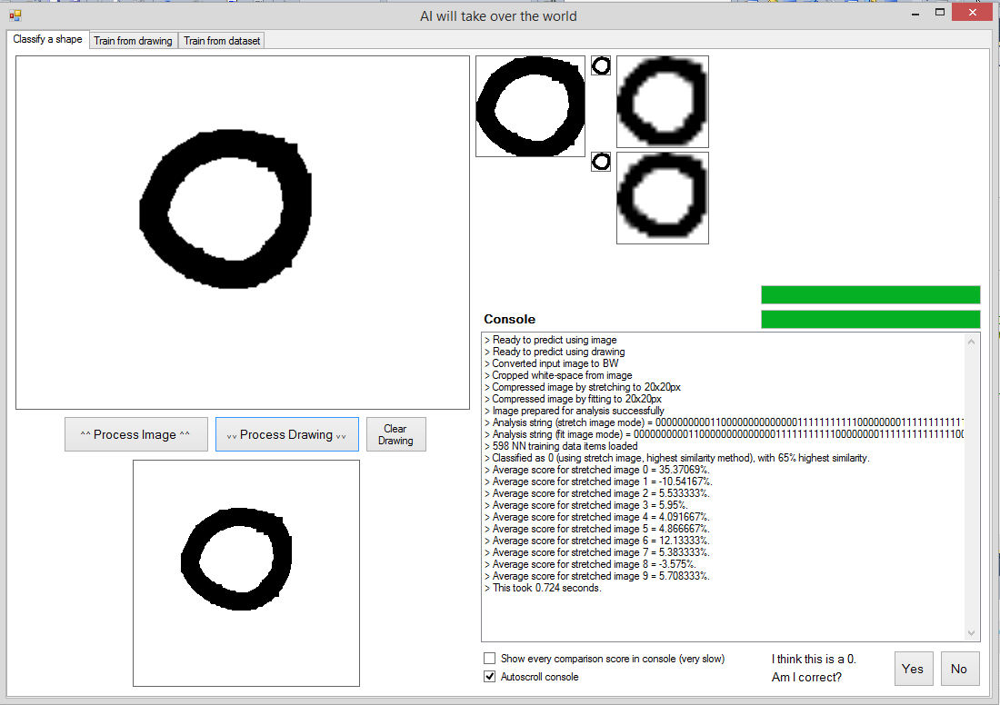 AI will take over the world
Classify a shape
Train from drawing
Train from dataset
^^ Process Image ^^
vv Process Drawing vv
Clear
Drawing
Console
> Ready to predict using image
> Ready to predict using drawing
> Converted input image to BW
> Cropped white-space from image
> Compressed image by stretching to 20x20px
> Compressed image by fitting to 20x20px
> Image prepared for analysis successfully
> Analysis string (stretch image mode) =
> Analysis string (fit image mode) =
> 598 NN training data items loaded
> Classified as 0 (using stretch image, highest similarity method), with 65% highest similarity.
> Average score for stretched image 0 = 35.37069%.
> Average score for stretched image 1 = -10.54167%.
> Average score for stretched image 2 = 5.533333%.
> Average score for stretched image 3 = 5.95%.
> Average score for stretched image 4 = 4.091667%.
> Average score for stretched image 5 = 4.866667%.
> Average score for stretched image 6 = 12.13333%.
> Average score for stretched image 7 = 5.383333%.
> Average score for stretched image 8 = -3.575%.
> Average score for stretched image 9 = 5.708333%.
> This took 0.724 seconds.
Show every comparison score in console (very slow)
Autoscroll console
I think this is a 0.
Am I correct?
Yes
No